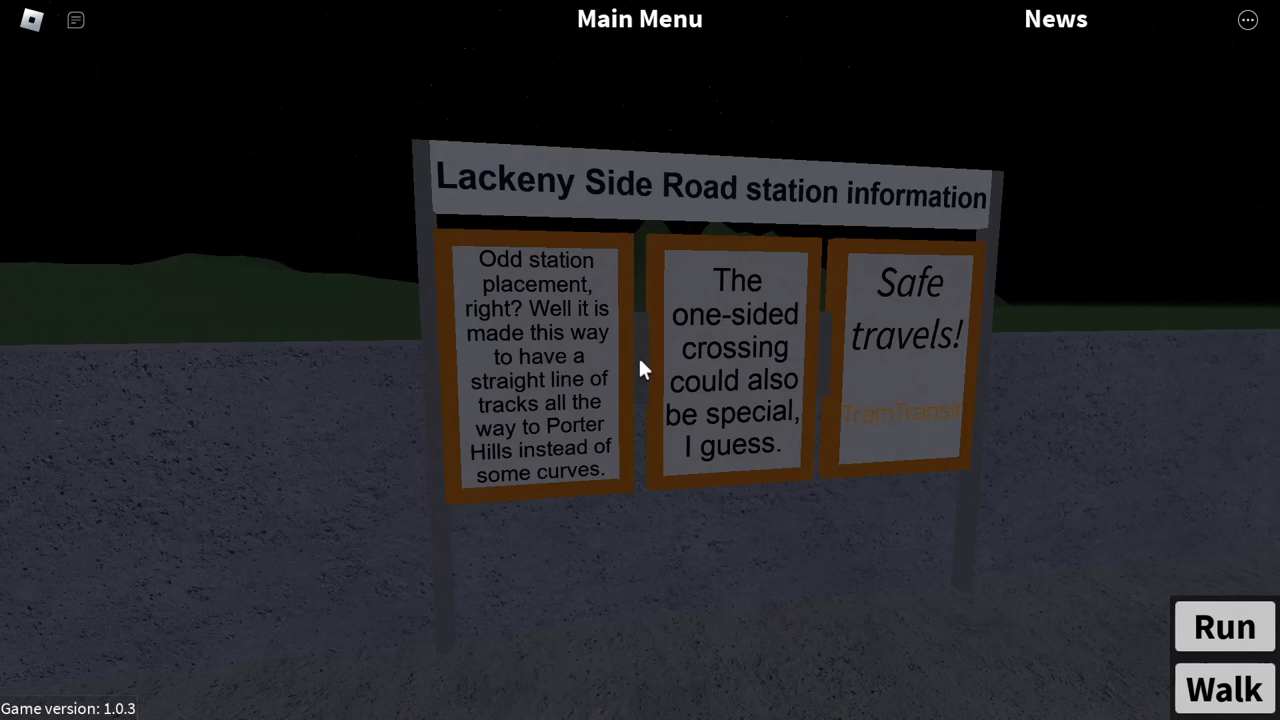 Main Menu
News
Lackeny Side Road station information
Odd station
placement,
right? Well it is
made this way
to have a
straight line of
tracks all the
way to Porter
Hills instead of
some curves.
The
one-sided
crossing
could also
be special,
I guess.
Safe
travels!
TramTransit
Run
Walk
Game version: 1.0.3